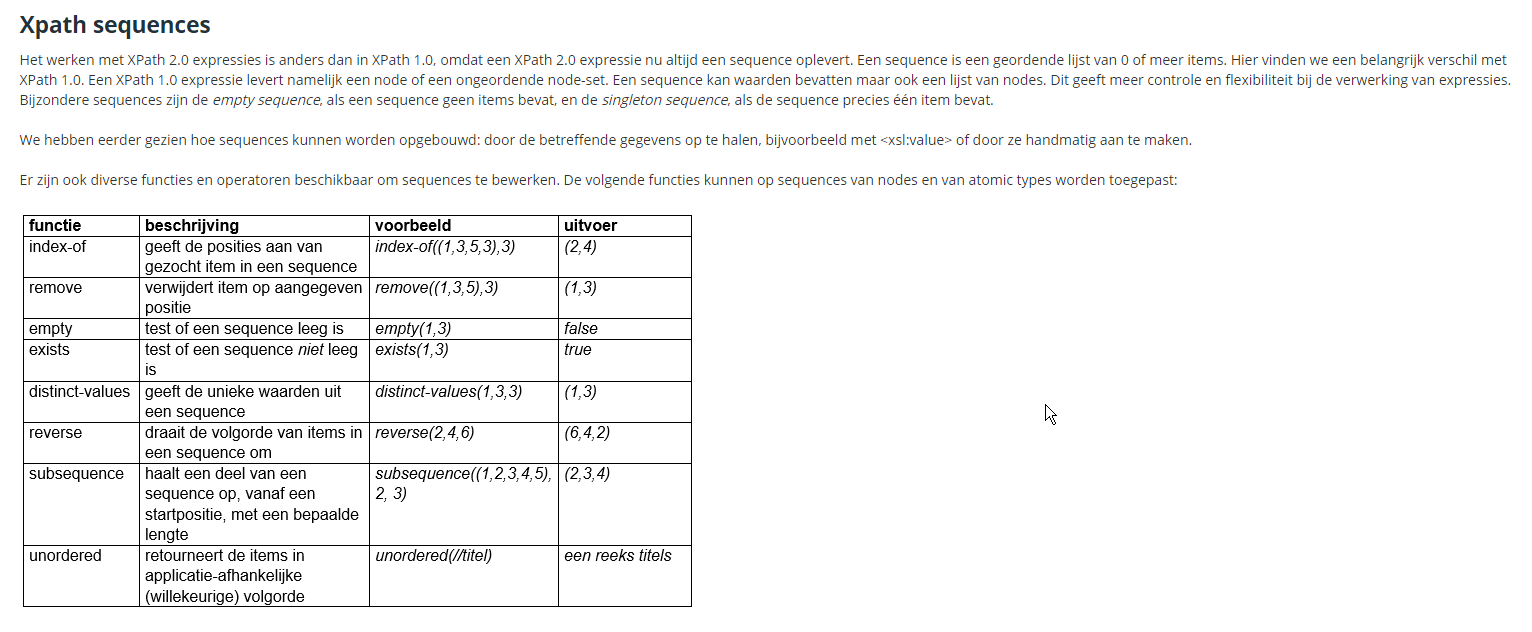 Xpath sequences
Het werken met XPath 2.0 expressies is anders dan in XPath 1.0, omdat een XPath 2.0 expressie nu altijd een sequence oplevert. Een sequence is een geordende lijst van 0 of meer items. Hier vinden we een belangrijk verschil met
XPath 1.0. Een XPath 1.0 expressie levert namelijk een node of een ongeordende node-set. Een sequence kan waarden bevatten maar ook een lijst van nodes. Dit geeft meer controle en flexibiliteit bij de verwerking van expressies.
Bijzondere sequences zijn de empty sequence, als een sequence geen items bevat, en de singleton sequence, als de sequence precies één item bevat.
We hebben eerder gezien hoe sequences kunnen worden opgebouwd: door de betreffende gegevens op te halen, bijvoorbeeld met <xsl:value> of door ze handmatig aan te maken.
Er zijn ook diverse functies en operatoren beschikbaar om sequences te bewerken. De volgende functies kunnen op sequences van nodes en van atomic types worden toegepast:
functie beschrijving voorbeeld uitvoer
index-of geeft de posities aan van index-of((1,3,5,3),3) (2,4)
gezocht item in een sequence
remove verwijdert item op aangegeven remove((1,3,5),3) (1,3)
positie
empty test of een sequence leeg is empty(1,3) false
exists test of een sequence niet leeg exists(1,3) true
is
distinct-values geeft de unieke waarden uit distinct-values(1,3,3) (1,3)
een sequence
reverse draait de volgorde van items in reverse(2,4,6) (6,4,2)
een sequence om
subsequence haalt een deel van een subsequence((1,2,3,4,5), (2,3,4)
sequence op, vanaf een 2, 3)
startpositie, met een bepaalde
lengte
unordered retourneert de items in unordered(//titel) een reeks titels
applicatie-afhankelijke
(willekeurige) volgorde